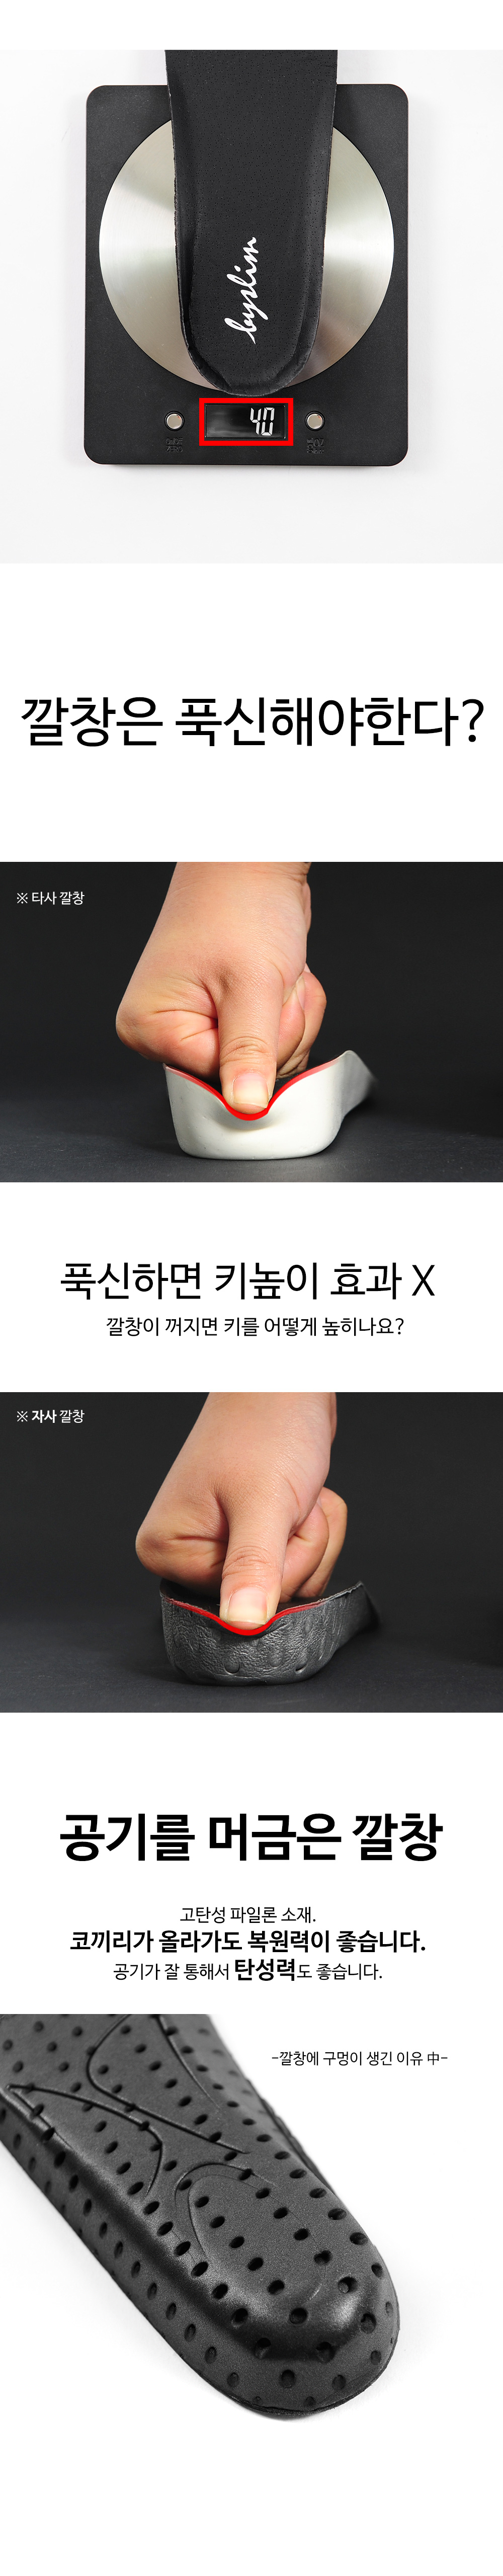 byslim
40
깔창은 푹신해야한다?
※ 타사 깔창
푹신하면 키높이 효과 X
깔창이 꺼지면 키를 어떻게 높히나요?
※ 자사 깔창
공기를 머금은 깔창
고탄성 파일론 소재.
코끼리가 올라가도 복원력이 좋습니다.
공기가 잘 통해서 탄성력도 좋습니다.
-깔창에 구멍이 생긴 이유 中-